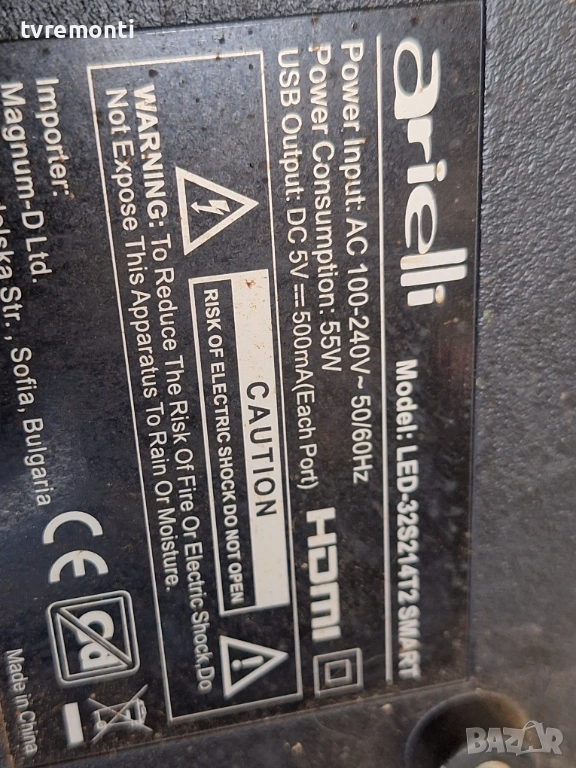 tvremonti
arielli
Model: LED-32S214T2 SMART
Power Input: AC 100-240V~ 50/60Hz
Power Consumption: 55W
USB Output: DC 5V⎓500mA(Each Port)
HDMI
CAUTION
RISK OF ELECTRIC SHOCK DO NOT OPEN
WARNING: To Reduce The Risk Of Fire Or Electric Shock,Do
Not Expose This Apparatus To Rain Or Moisture.
Importer:
Magnum-D Ltd.
Str., Sofia, Bulgaria
CE
Made in China
BAZAR